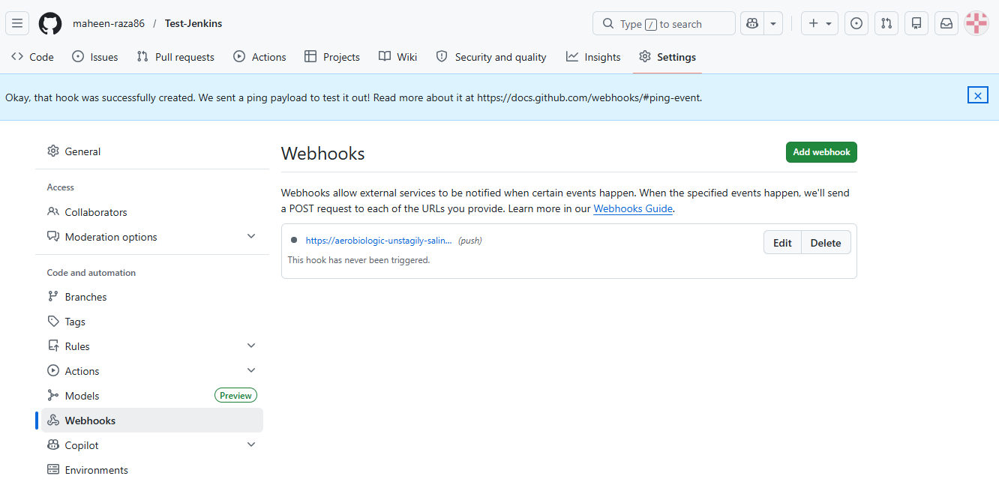 maheen-raza86 / Test-Jenkins
Type / to search
Code
Issues
Pull requests
Actions
Projects
Wiki
Security and quality
Insights
Settings
Okay, that hook was successfully created. We sent a ping payload to test it out! Read more about it at https://docs.github.com/webhooks/#ping-event.
General
Access
Collaborators
Moderation options
Code and automation
Branches
Tags
Rules
Actions
Models Preview
Webhooks
Copilot
Environments
Webhooks
Add webhook
Webhooks allow external services to be notified when certain events happen. When the specified events happen, we'll send
a POST request to each of the URLs you provide. Learn more in our Webhooks Guide.
https://aerobiologic-unstagily-salin... (push)
Edit
Delete
This hook has never been triggered.